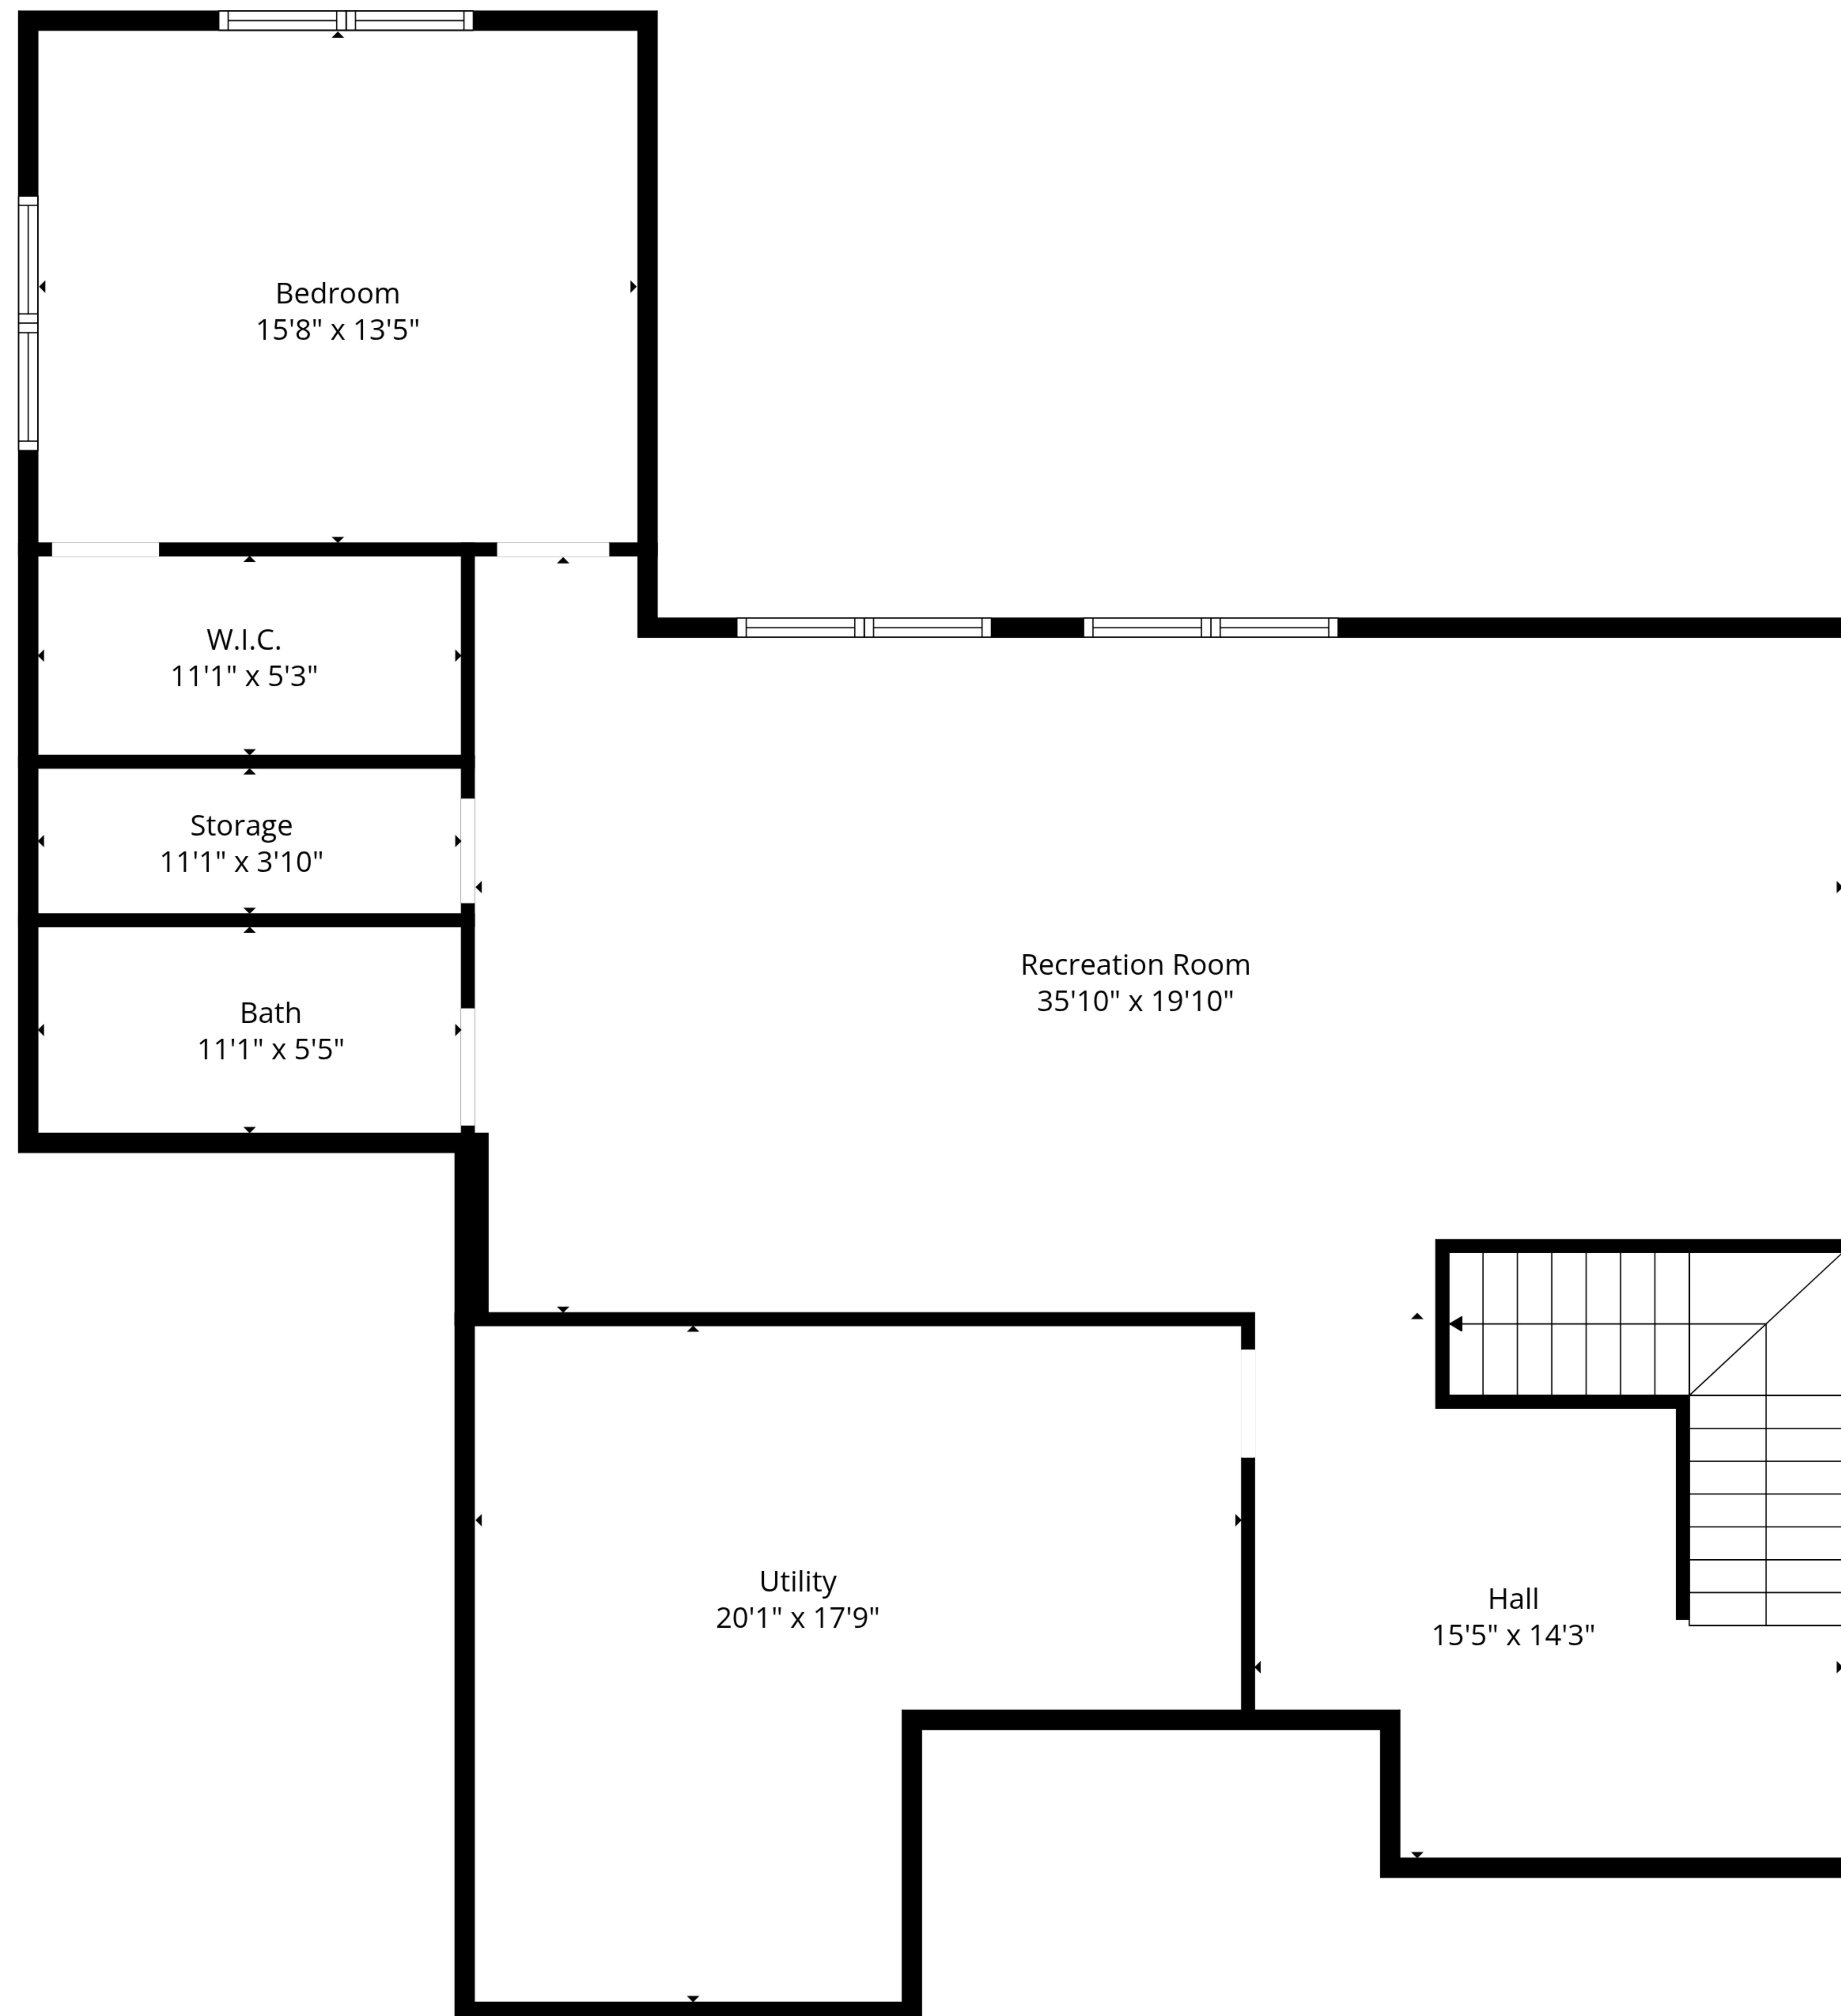 Bedroom
15'8" x 13'5"
W.I.C.
11'1" x 5'3"
Storage
11'1" x 3'10"
Bath
11'1" x 5'5"
Recreation Room
35'10" x 19'10"
Utility
20'1" x 17'9"
Hall
15'5" x 14'3"